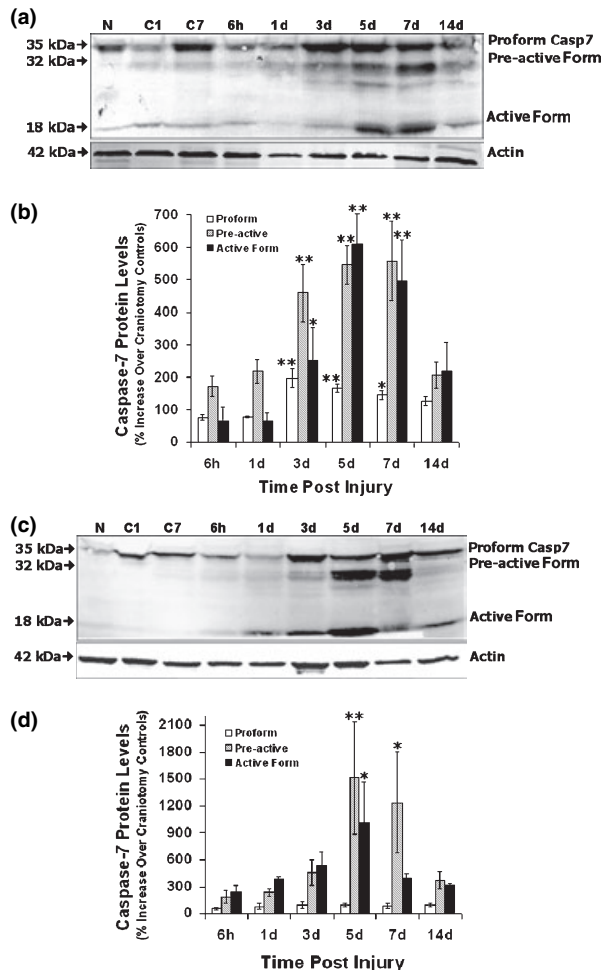 (a)
N C1 C7 6h 1d 3d 5d 7d 14d
35 kDa→ Proform Casp7
32 kDa→ Pre-active Form
18 kDa→ Active Form
42 kDa→ Actin
(b)
Caspase-7 Protein Levels
(% Increase Over Craniotomy Controls)
700
600
500
400
300
200
100
0
Proform
Pre-active
Active Form
** * ** ** ** ** ** *
6h 1d 3d 5d 7d 14d
Time Post Injury
(c)
N C1 C7 6h 1d 3d 5d 7d 14d
35 kDa→ Proform Casp7
32 kDa→ Pre-active Form
18 kDa→ Active Form
42 kDa→ Actin
(d)
Caspase-7 Protein Levels
(% Increase Over Craniotomy Controls)
2100
1800
1500
1200
900
600
300
0
Proform
Pre-active
Active Form
** * *
6h 1d 3d 5d 7d 14d
Time Post Injury